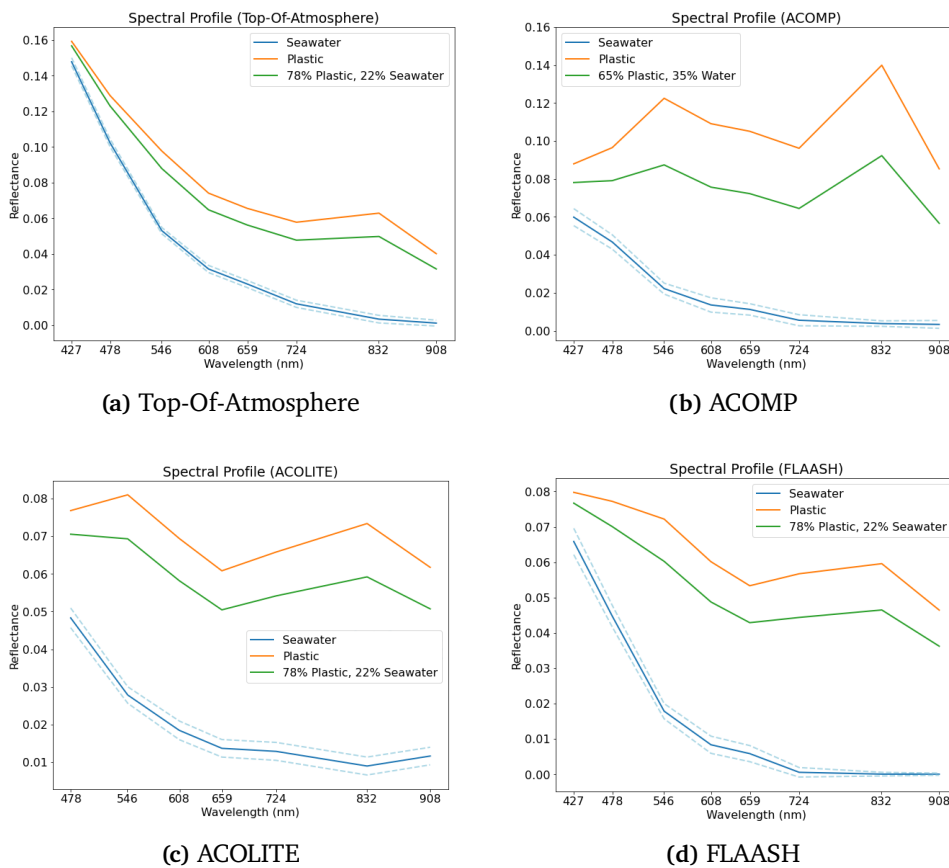 Spectral Profile (Top-Of-Atmosphere)
Reflectance
0.16
0.14
0.12
0.10
0.08
0.06
0.04
0.02
0.00
Seawater
Plastic
78% Plastic, 22% Seawater
427 478 546 608 659 724 832 908
Wavelength (nm)
(a) Top-Of-Atmosphere
Spectral Profile (ACOMP)
Reflectance
0.16
0.14
0.12
0.10
0.08
0.06
0.04
0.02
0.00
Seawater
Plastic
65% Plastic, 35% Water
427 478 546 608 659 724 832 908
Wavelength (nm)
(b) ACOMP
Spectral Profile (ACOLITE)
Reflectance
0.08
0.07
0.06
0.05
0.04
0.03
0.02
0.01
Seawater
Plastic
78% Plastic, 22% Seawater
478 546 608 659 724 832 908
Wavelength (nm)
(c) ACOLITE
Spectral Profile (FLAASH)
Reflectance
0.08
0.07
0.06
0.05
0.04
0.03
0.02
0.01
0.00
Seawater
Plastic
78% Plastic, 22% Seawater
427 478 546 608 659 724 832 908
Wavelength (nm)
(d) FLAASH